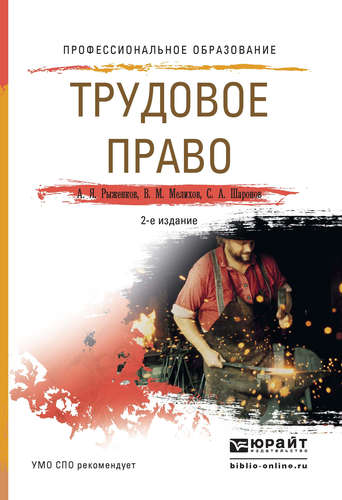 ПРОФЕССИОНАЛЬНОЕ ОБРАЗОВАНИЕ
ТРУДОВОЕ
ПРАВО
А. Я. Рыженков, В. М. Мелихов, С. А. Шаронов
2-е издание
ЮРАЙТ
ИЗДАТЕЛЬСТВО
biblio-online.ru
УМО СПО рекомендует